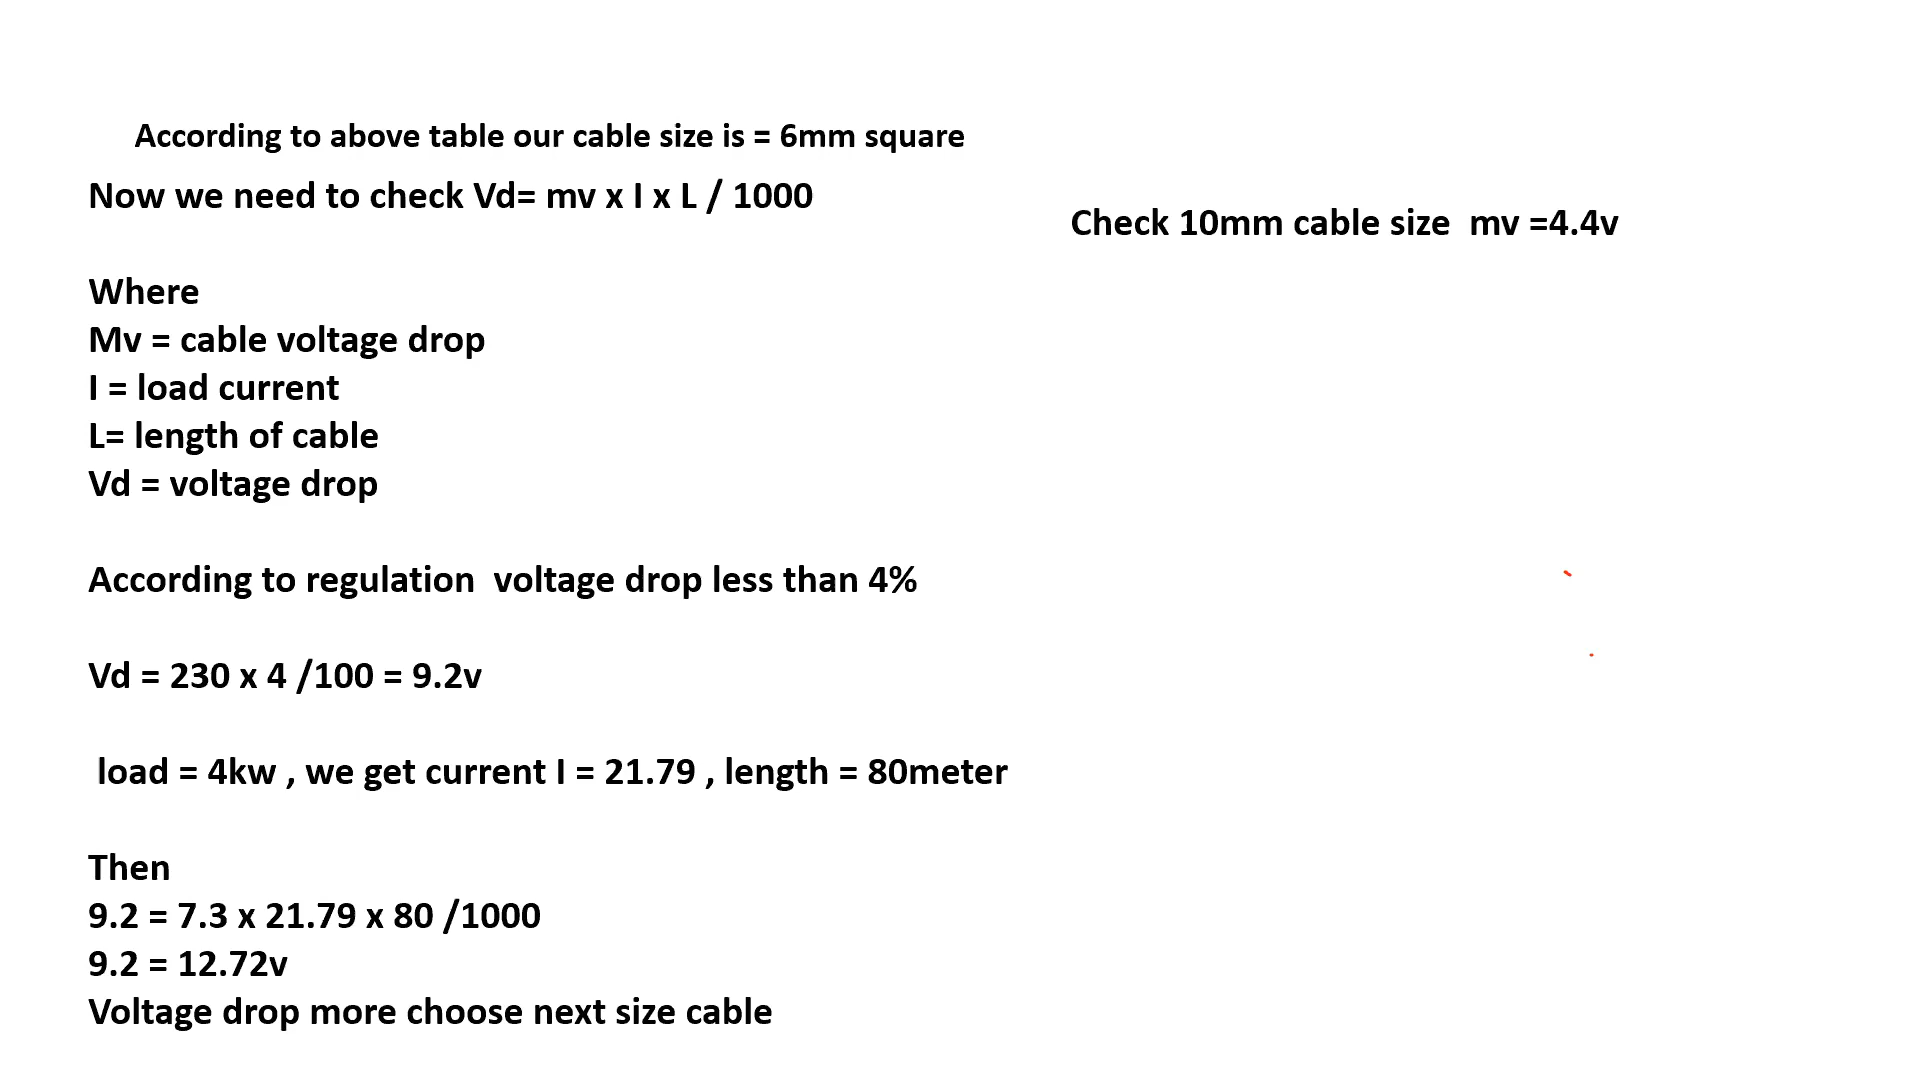 According to above table our cable size is = 6mm square
Now we need to check Vd= mv x I x L / 1000
Where
Mv = cable voltage drop
I = load current
L= length of cable
Vd = voltage drop
According to regulation  voltage drop less than 4%
Vd = 230 x 4 /100 = 9.2v
load = 4kw , we get current I = 21.79 , length = 80meter
Then
9.2 = 7.3 x 21.79 x 80 /1000
9.2 = 12.72v
Voltage drop more choose next size cable
Check 10mm cable size  mv =4.4v